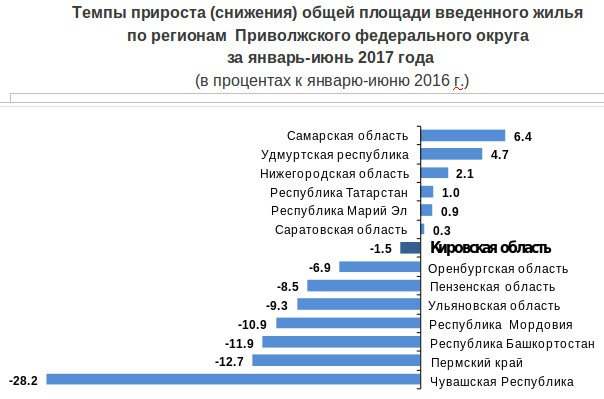 Темпы прироста (снижения) общей площади введенного жилья
по регионам Приволжского федерального округа
за январь-июнь 2017 года
(в процентах к январю-июню 2016 г.)
Самарская область 6.4
Удмуртская республика 4.7
Нижегородская область 2.1
Республика Татарстан 1.0
Республика Марий Эл 0.9
Саратовская область 0.3
-1.5 Кировская область
-6.9 Оренбургская область
-8.5 Пензенская область
-9.3 Ульяновская область
-10.9 Республика Мордовия
-11.9 Республика Башкортостан
-12.7 Пермский край
-28.2 Чувашская Республика